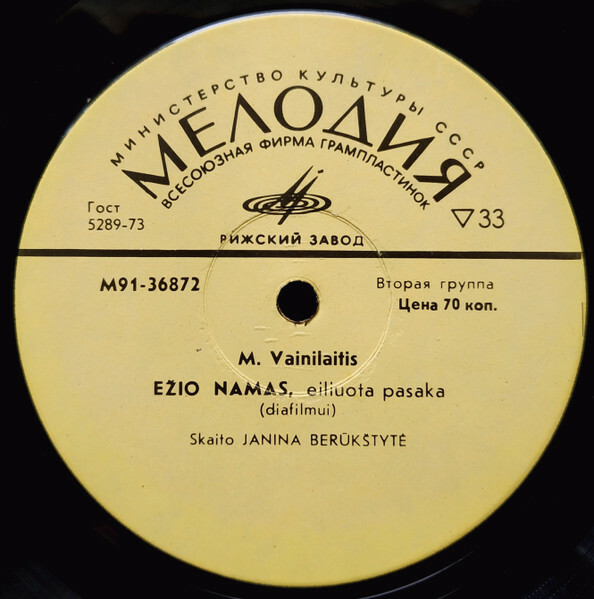 МИНИСТЕРСТВО КУЛЬТУРЫ СССР
МЕЛОДИЯ
ВСЕСОЮЗНАЯ ФИРМА ГРАМПЛАСТИНОК
Гост
5289-73
▽33
РИЖСКИЙ ЗАВОД
М91-36872
Вторая группа
Цена 70 коп.
M. Vainilaitis
EŽIO NAMAS, eiliuota pasaka
(diafilmui)
Skaito JANINA BERŪKŠTYTĖ